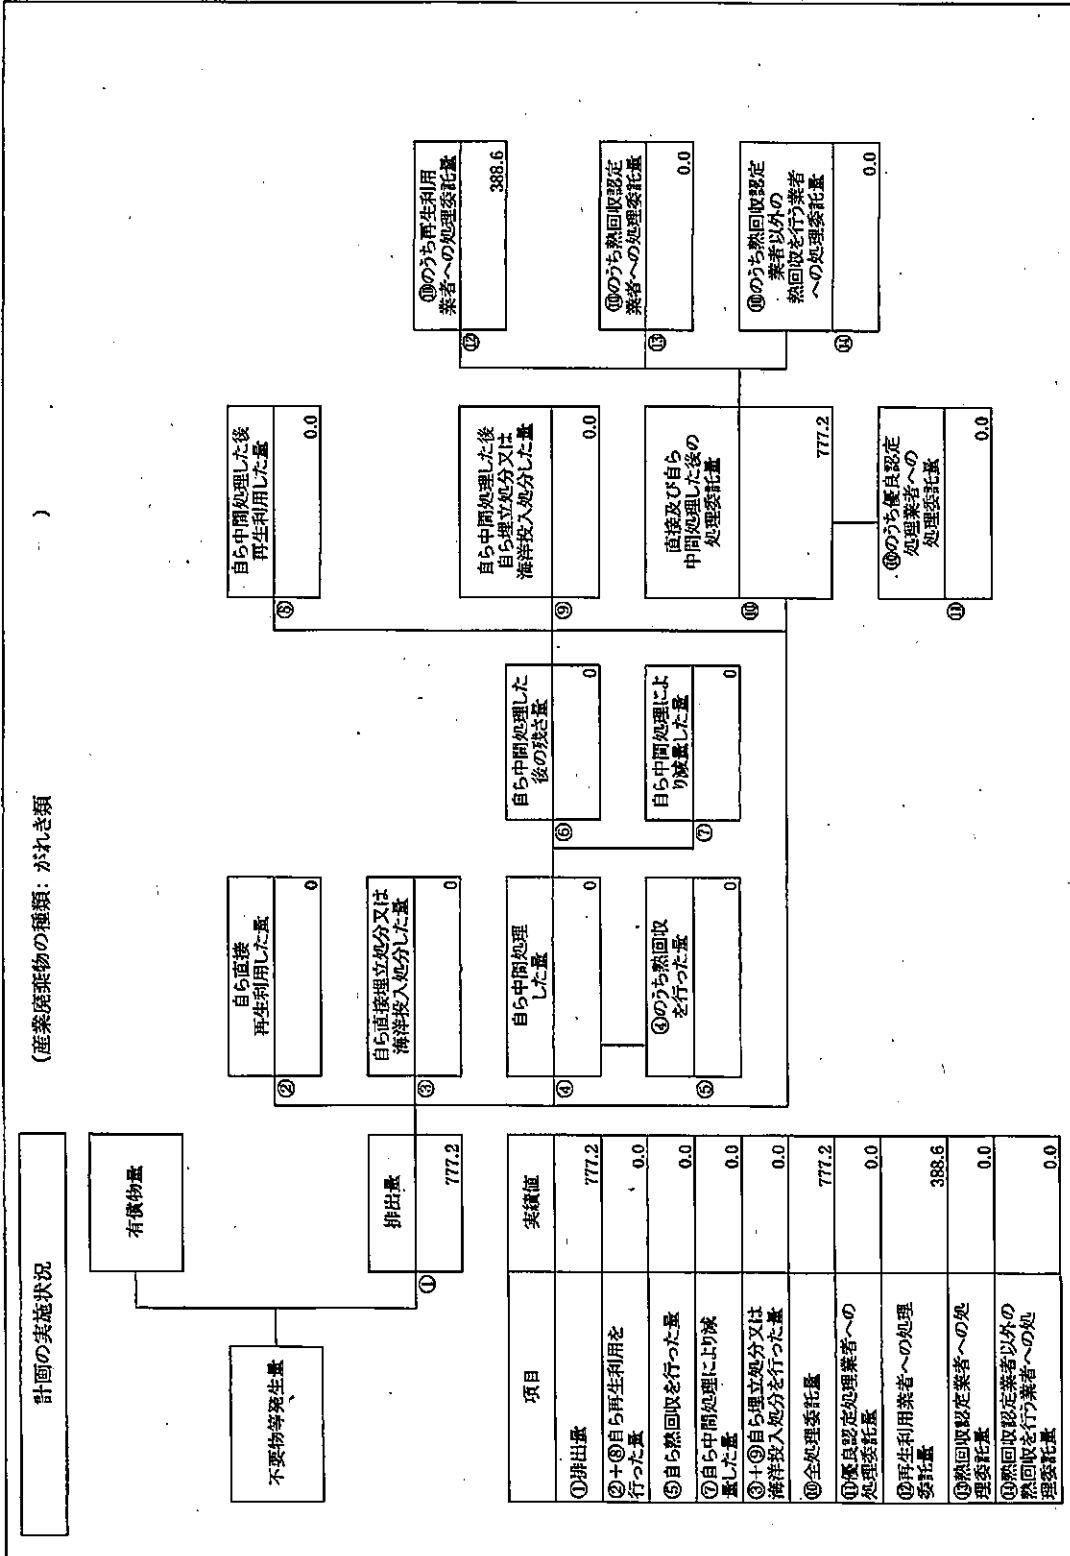 計画の実施状況
(産業廃棄物の種類: がれき類 )
不要物等発生量
有償物量
排出量
①
777.2
自ら直接
再生利用した量
②
0
自ら直接埋立処分又は
海洋投入処分した量
③
0
自ら中間処理
した量
④
0
④のうち熱回収
を行った量
⑤
0
自ら中間処理した
後の残さ量
⑥
0
自ら中間処理によ
り減量した量
⑦
0
自ら中間処理した後
再生利用した量
⑧
0.0
自ら中間処理した後
自ら埋立処分又は
海洋投入処分した量
⑨
0.0
直接及び自ら
中間処理した後の
処理委託量
⑩
777.2
⑩のうち優良認定
処理業者への
処理委託量
⑪
0.0
⑩のうち再生利用
業者への処理委託量
⑫
388.6
⑩のうち熱回収認定
業者への処理委託量
⑬
0.0
⑩のうち熱回収認定
業者以外の
熱回収を行う業者
への処理委託量
⑭
0.0
項目 実績値
①排出量 777.2
②+⑧自ら再生利用を
行った量 0.0
⑤自ら熱回収を行った量 0.0
⑦自ら中間処理により減
量した量 0.0
③+⑨自ら埋立処分又は
海洋投入処分を行った量 0.0
⑩全処理委託量 777.2
⑪優良認定処理業者への
処理委託量 0.0
⑫再生利用業者への処理
委託量 388.6
⑬熱回収認定業者への処
理委託量 0.0
⑭熱回収認定業者以外の
熱回収を行う業者への処
理委託量 0.0